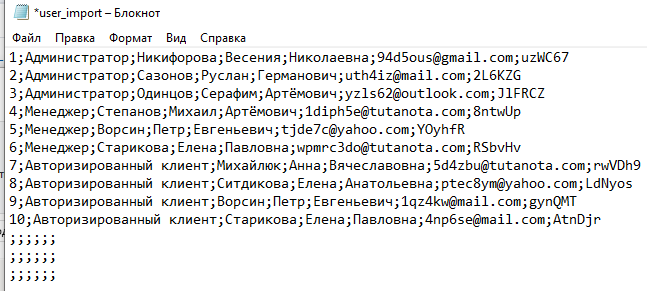 *user_import – Блокнот
Файл Правка Формат Вид Справка
1;Администратор;Никифорова;Весения;Николаевна;94d5ous@gmail.com;uzWC67
2;Администратор;Сазонов;Руслан;Германович;uth4iz@mail.com;2L6KZG
3;Администратор;Одинцов;Серафим;Артёмович;yzls62@outlook.com;JlFRCZ
4;Менеджер;Степанов;Михаил;Артёмович;1diph5e@tutanota.com;8ntwUp
5;Менеджер;Ворсин;Петр;Евгеньевич;tjde7c@yahoo.com;YOyhfR
6;Менеджер;Старикова;Елена;Павловна;wpmrc3do@tutanota.com;RSbvHv
7;Авторизированный клиент;Михайлюк;Анна;Вячеславовна;5d4zbu@tutanota.com;rwVDh9
8;Авторизированный клиент;Ситдикова;Елена;Анатольевна;ptec8ym@yahoo.com;LdNyos
9;Авторизированный клиент;Ворсин;Петр;Евгеньевич;1qz4kw@mail.com;gynQMT
10;Авторизированный клиент;Старикова;Елена;Павловна;4np6se@mail.com;AtnDjr
;;;;;;
;;;;;;
;;;;;;